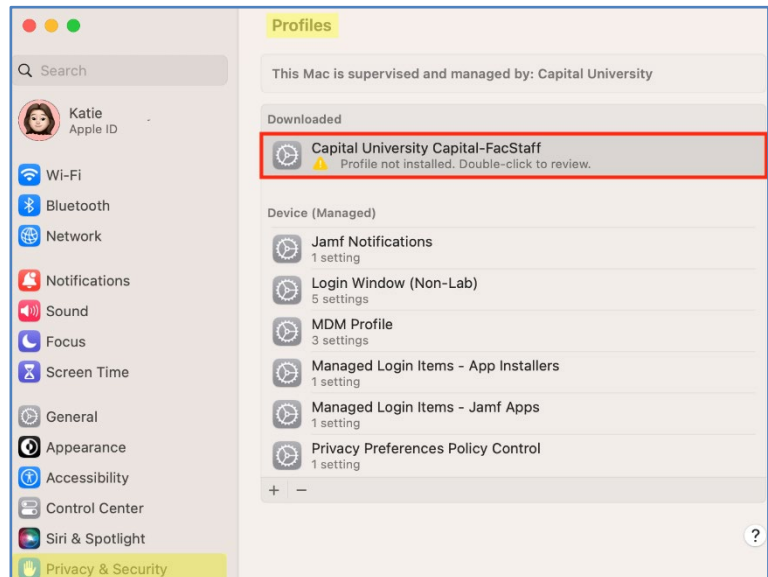 Search
Katie
Apple ID
Wi-Fi
Bluetooth
Network
Notifications
Sound
Focus
Screen Time
General
Appearance
Accessibility
Control Center
Siri & Spotlight
Privacy & Security
Profiles
This Mac is supervised and managed by: Capital University
Downloaded
Capital University Capital-FacStaff
Profile not installed. Double-click to review.
Device (Managed)
Jamf Notifications
1 setting
Login Window (Non-Lab)
5 settings
MDM Profile
3 settings
Managed Login Items - App Installers
1 setting
Managed Login Items - Jamf Apps
1 setting
Privacy Preferences Policy Control
1 setting
+ −
?